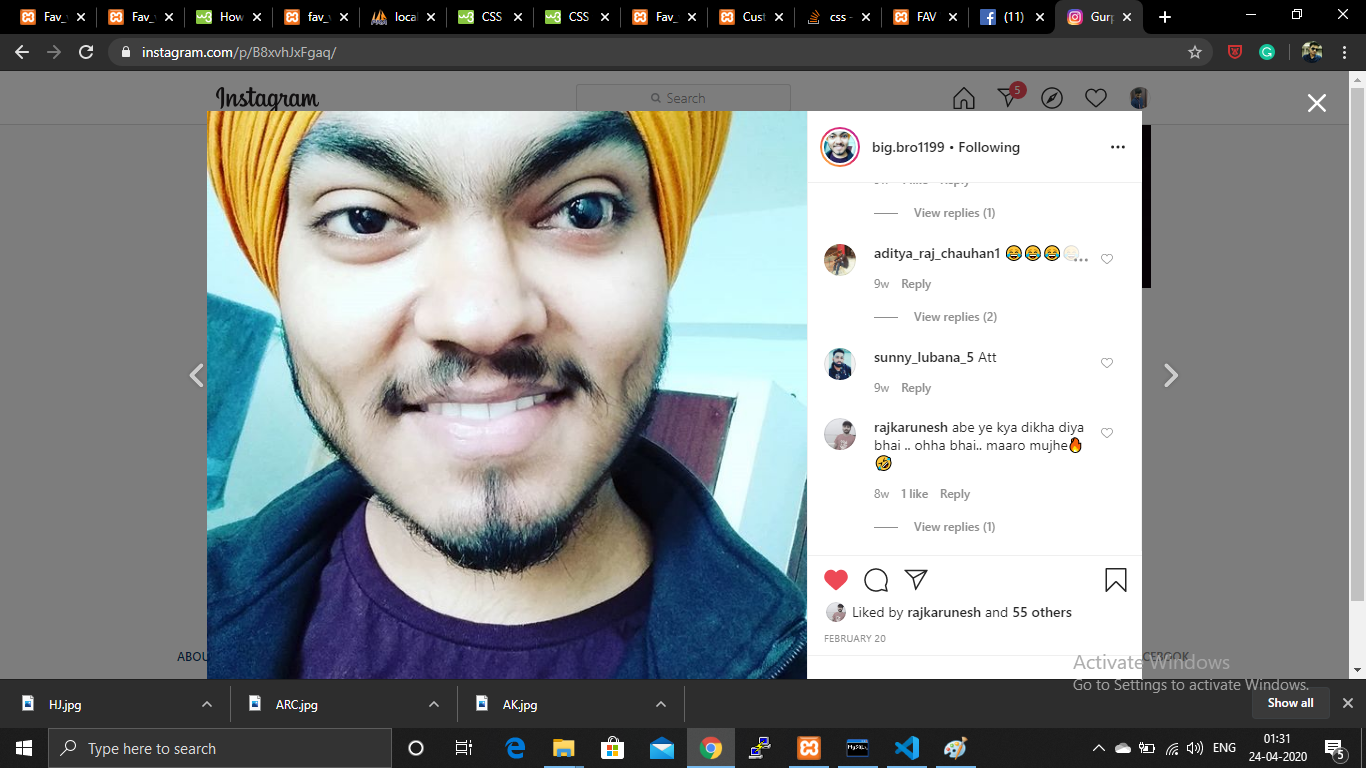 Fav_
Fav_
How
fav_
local
CSS
CSS
Fav_
Cust
css -
FAV
(11)
Gurp
instagram.com/p/B8xvhJxFgaq/
Instagram
Search
5
big.bro1199 • Following
View replies (1)
aditya_raj_chauhan1 😂😂😂
9w Reply
View replies (2)
sunny_lubana_5 Att
9w Reply
rajkarunesh abe ye kya dikha diya
bhai .. ohha bhai.. maaro mujhe🔥
🤣
8w 1 like Reply
View replies (1)
Liked by rajkarunesh and 55 others
FEBRUARY 20
ABOU
CEBOOK
Activate Windows
Go to Settings to activate Windows.
HJ.jpg
ARC.jpg
AK.jpg
Show all
Type here to search
MySQL
ENG
01:31
24-04-2020
5